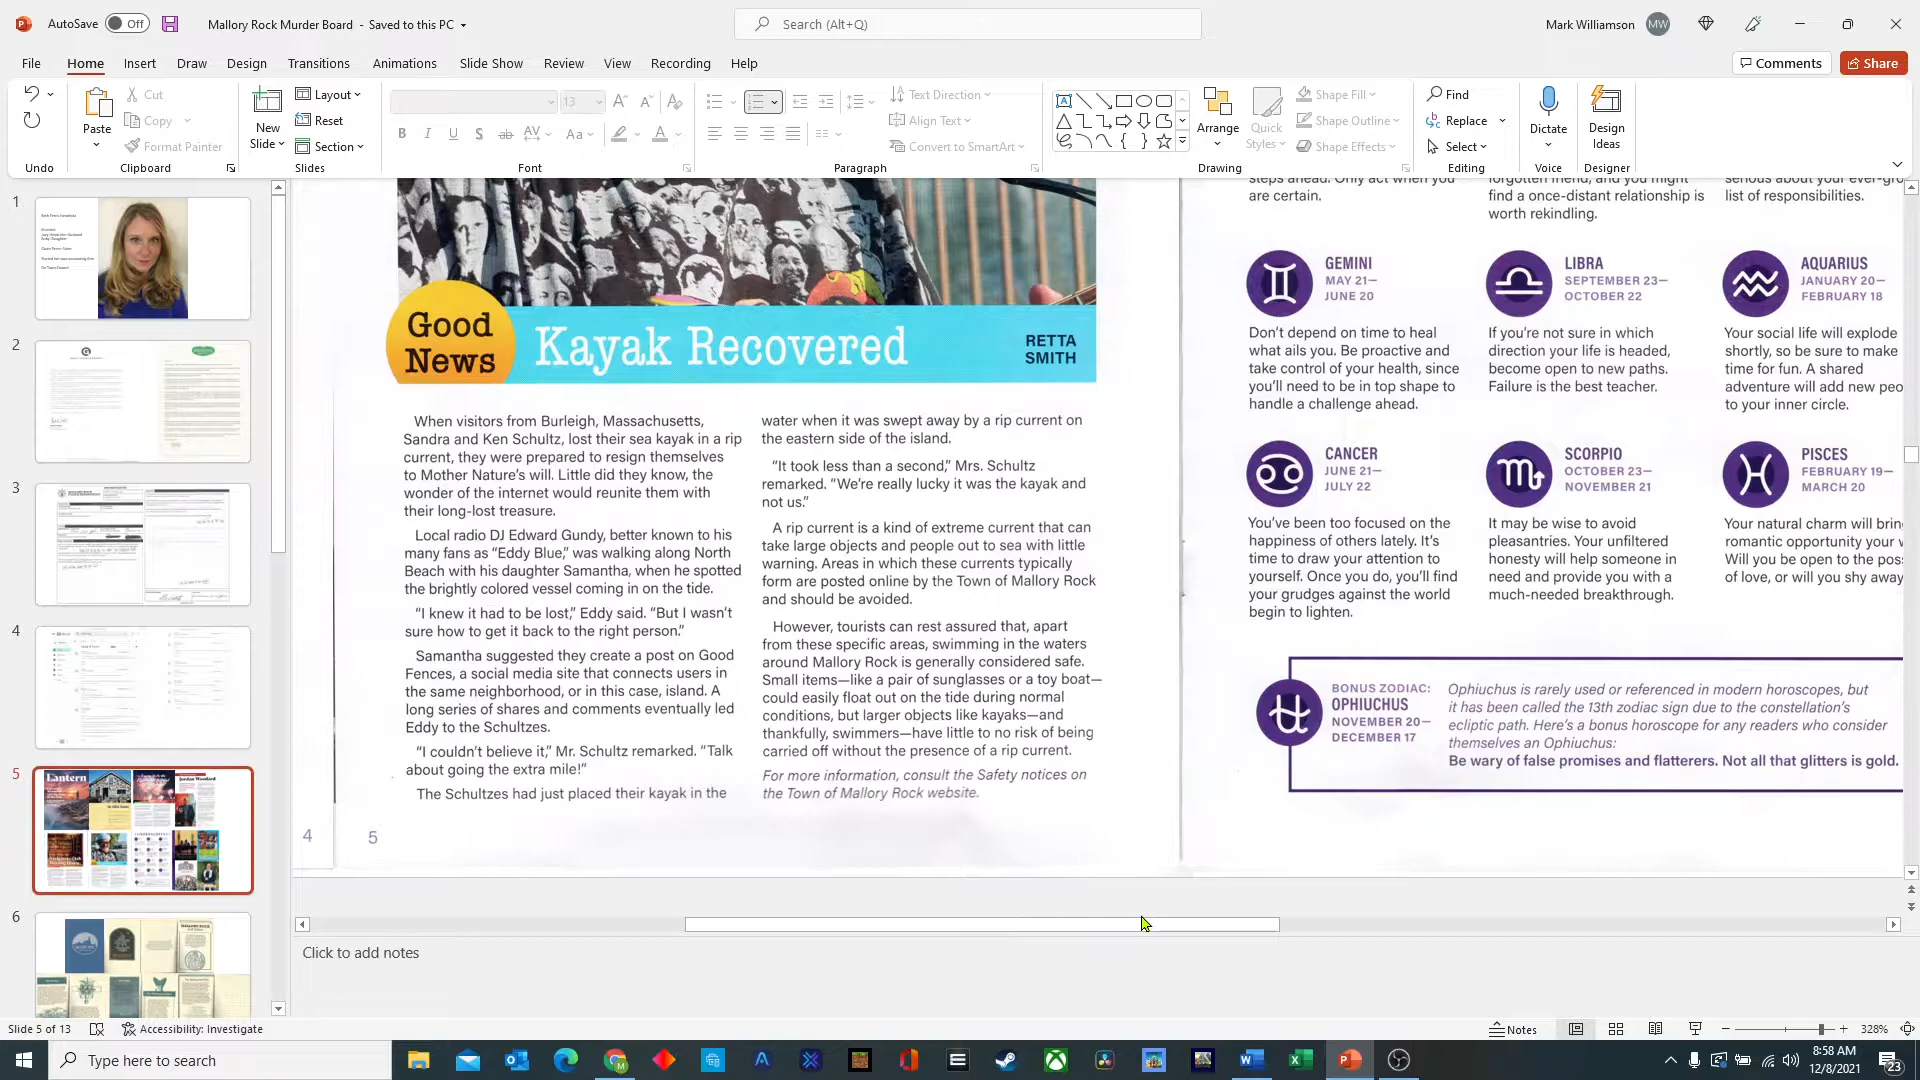 AutoSave Off
Mallory Rock Murder Board - Saved to this PC
Search (Alt+Q)
Mark Williamson MW
File Home Insert Draw Design Transitions Animations Slide Show Review View Recording Help
Comments Share
Undo
Paste
Cut
Copy
Format Painter
Clipboard
New
Slide
Layout
Reset
Section
Slides
13
Font
Text Direction
Align Text
Convert to SmartArt
Paragraph
Arrange
Quick
Styles
Shape Fill
Shape Outline
Shape Effects
Drawing
Find
Replace
Select
Editing
Dictate
Voice
Design
Ideas
Designer
1
2
3
4
5
Lantern
Jordan Woodard
6
Good
News
Kayak Recovered
RETTA
SMITH
When visitors from Burleigh, Massachusetts,
Sandra and Ken Schultz, lost their sea kayak in a rip
current, they were prepared to resign themselves
to Mother Nature's will. Little did they know, the
wonder of the internet would reunite them with
their long-lost treasure.
Local radio DJ Edward Gundy, better known to his
many fans as “Eddy Blue,” was walking along North
Beach with his daughter Samantha, when he spotted
the brightly colored vessel coming in on the tide.
“I knew it had to be lost,” Eddy said. “But I wasn't
sure how to get it back to the right person.”
Samantha suggested they create a post on Good
Fences, a social media site that connects users in
the same neighborhood, or in this case, island. A
long series of shares and comments eventually led
Eddy to the Schultzes.
“I couldn't believe it,” Mr. Schultz remarked. “Talk
about going the extra mile!”
The Schultzes had just placed their kayak in the
water when it was swept away by a rip current on
the eastern side of the island.
“It took less than a second,” Mrs. Schultz
remarked. “We're really lucky it was the kayak and
not us.”
A rip current is a kind of extreme current that can
take large objects and people out to sea with little
warning. Areas in which these currents typically
form are posted online by the Town of Mallory Rock
and should be avoided.
However, tourists can rest assured that, apart
from these specific areas, swimming in the waters
around Mallory Rock is generally considered safe.
Small items—like a pair of sunglasses or a toy boat—
could easily float out on the tide during normal
conditions, but larger objects like kayaks—and
thankfully, swimmers—have little to no risk of being
carried off without the presence of a rip current.
For more information, consult the Safety notices on
the Town of Mallory Rock website.
4 5
steps ahead. Only act when you
are certain.
forgotten friend, and you might
find a once-distant relationship is
worth rekindling.
serious about your ever-gro
list of responsibilities.
GEMINI
MAY 21—
JUNE 20
Don't depend on time to heal
what ails you. Be proactive and
take control of your health, since
you'll need to be in top shape to
handle a challenge ahead.
LIBRA
SEPTEMBER 23—
OCTOBER 22
If you're not sure in which
direction your life is headed,
become open to new paths.
Failure is the best teacher.
AQUARIUS
JANUARY 20—
FEBRUARY 18
Your social life will explode
shortly, so be sure to make
time for fun. A shared
adventure will add new peo
to your inner circle.
CANCER
JUNE 21—
JULY 22
You've been too focused on the
happiness of others lately. It's
time to draw your attention to
yourself. Once you do, you'll find
your grudges against the world
begin to lighten.
SCORPIO
OCTOBER 23—
NOVEMBER 21
It may be wise to avoid
pleasantries. Your unfiltered
honesty will help someone in
need and provide you with a
much-needed breakthrough.
PISCES
FEBRUARY 19—
MARCH 20
Your natural charm will brin
romantic opportunity your w
Will you be open to the poss
of love, or will you shy away
BONUS ZODIAC:
OPHIUCHUS
NOVEMBER 20—
DECEMBER 17
Ophiuchus is rarely used or referenced in modern horoscopes, but
it has been called the 13th zodiac sign due to the constellation's
ecliptic path. Here's a bonus horoscope for any readers who consider
themselves an Ophiuchus:
Be wary of false promises and flatterers. Not all that glitters is gold.
Click to add notes
Slide 5 of 13
Accessibility: Investigate
Notes
328%
Type here to search
8:58 AM
12/8/2021
23